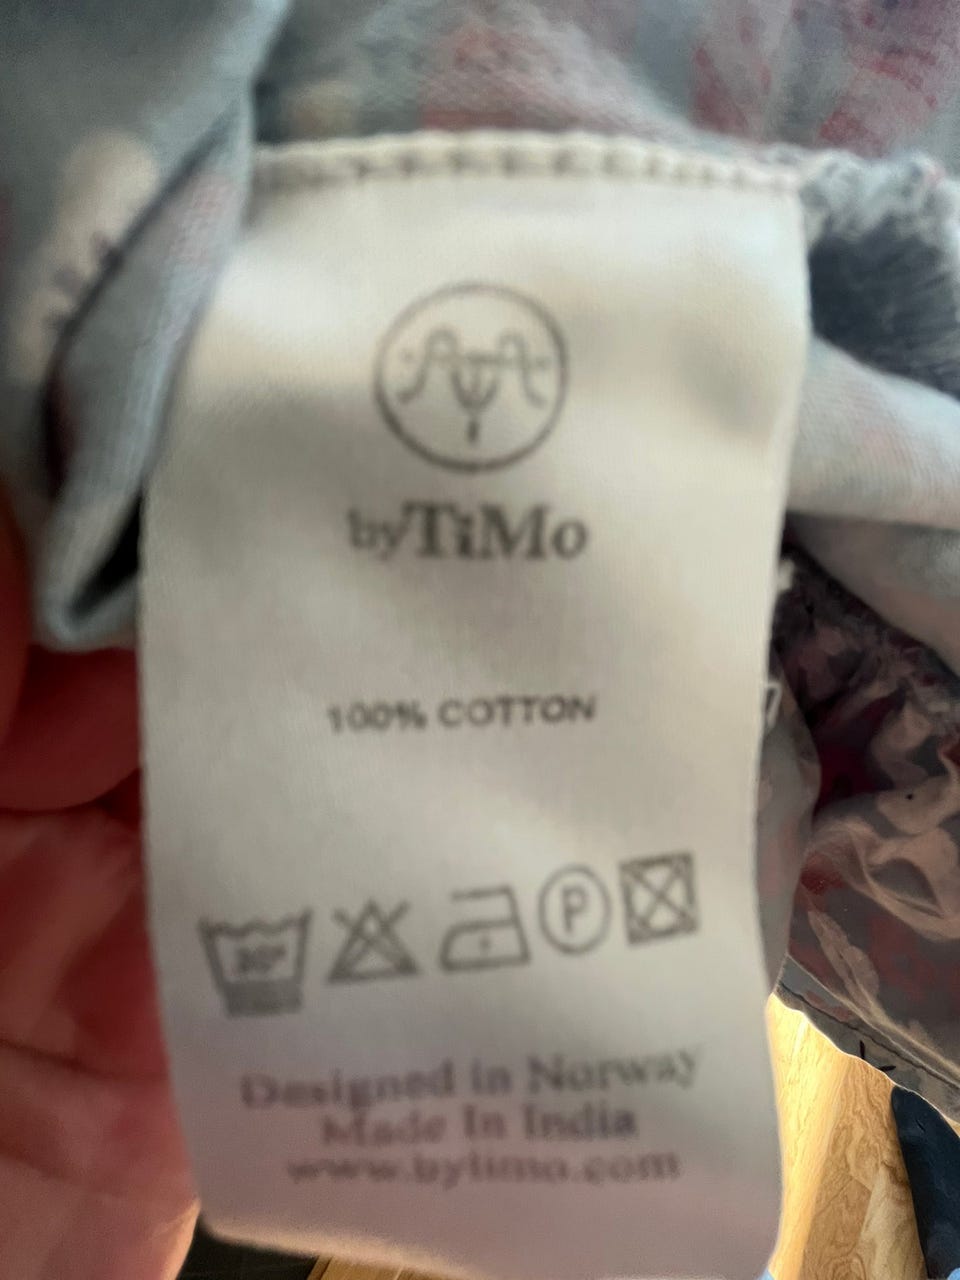 byTiMo
100% COTTON
30°
P
Designed in Norway
Made In India
www.bytimo.com